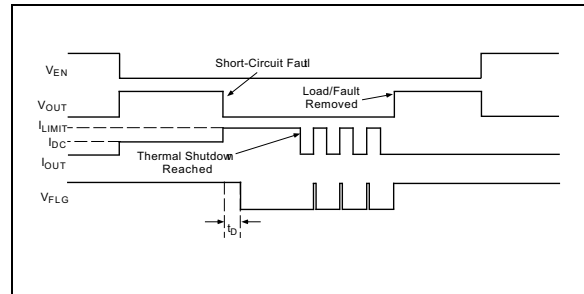 Short-Circuit Fault
VEN
Load/Fault
Removed
VOUT
ILIMIT
IDC
Thermal Shutdown
Reached
IOUT
VFLG
tD